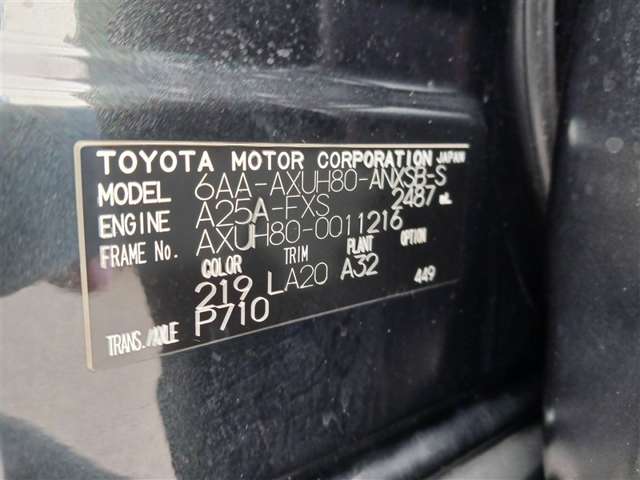 TOYOTA MOTOR CORPORATION JAPAN
MODEL 6AA-AXUH80-ANXSB-S
ENGINE A25A-FXS 2487 mL
FRAME No. AXUH80-0011216
COLOR TRIM PLANT OPTION
219 LA20 A32 449
TRANS./AXLE P710